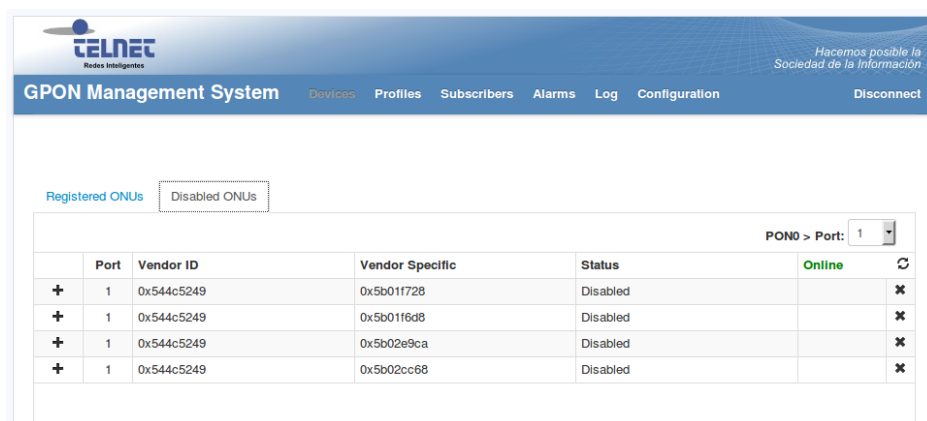 TELNET
Redes Inteligentes
Hacemos posible la
Sociedad de la Información
GPON Management System Devices Profiles Subscribers Alarms Log Configuration Disconnect
Registered ONUs Disabled ONUs
PON0 > Port: 1
Port Vendor ID Vendor Specific Status Online
1 0x544c5249 0x5b01f728 Disabled
1 0x544c5249 0x5b01f6d8 Disabled
1 0x544c5249 0x5b02e9ca Disabled
1 0x544c5249 0x5b02cc68 Disabled